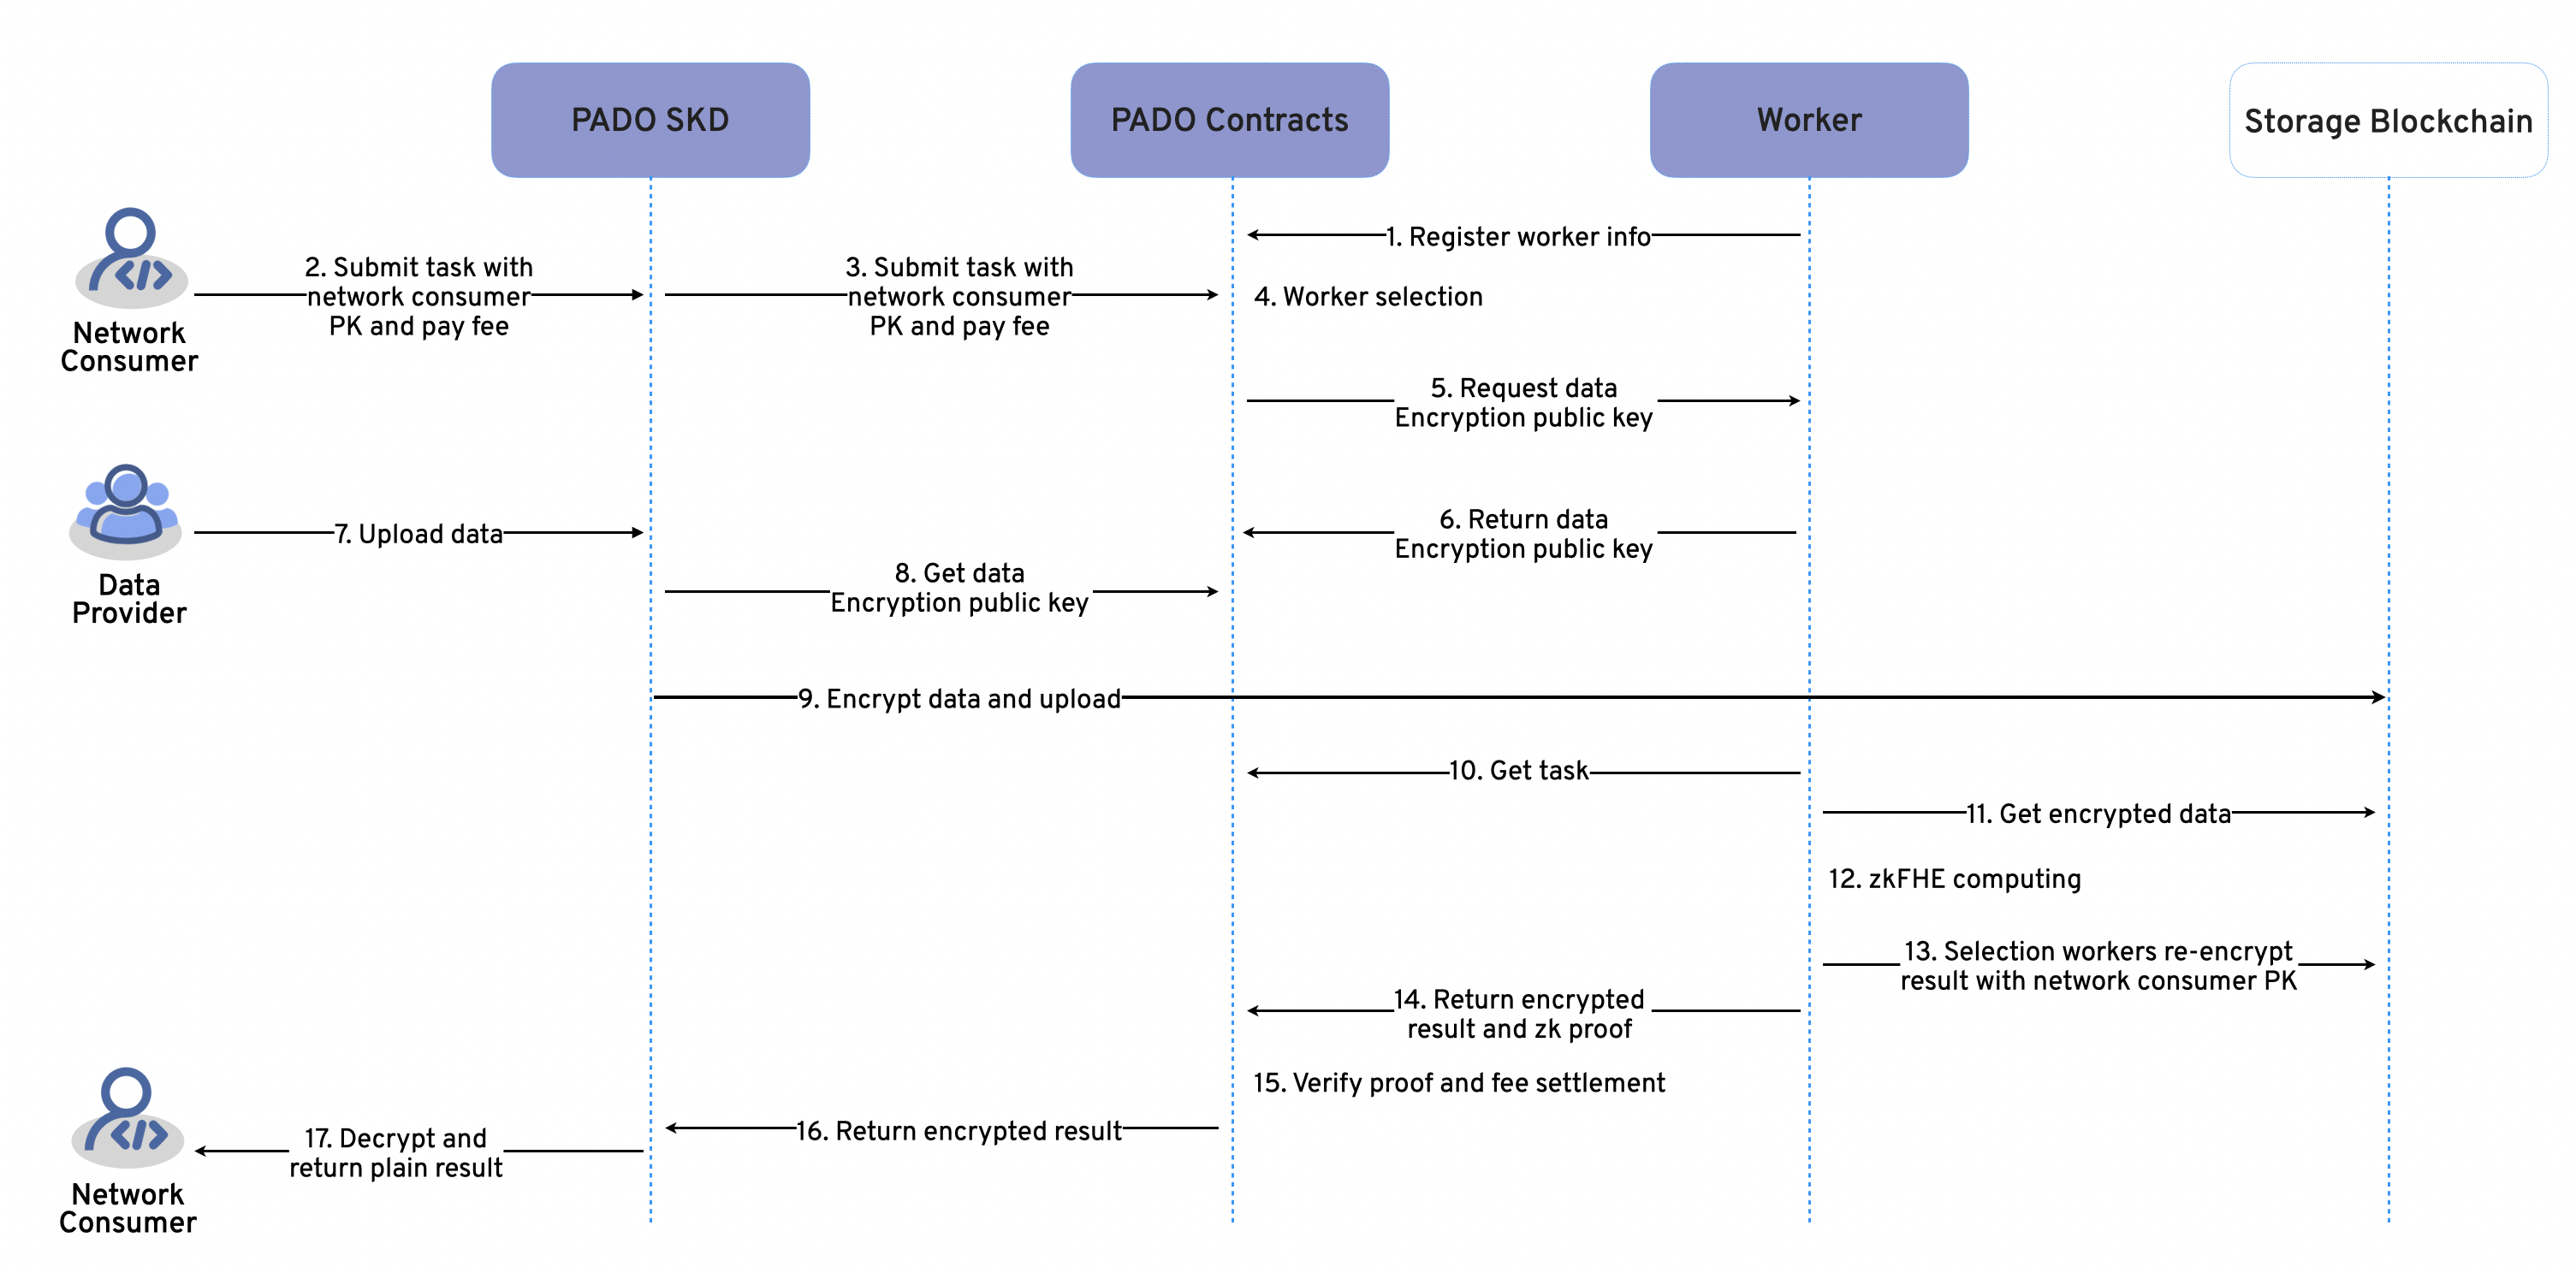 PADO SKD
PADO Contracts
Worker
Storage Blockchain
1. Register worker info
2. Submit task with
network consumer
PK and pay fee
3. Submit task with
network consumer
PK and pay fee
4. Worker selection
Network
Consumer
5. Request data
Encryption public key
6. Return data
Encryption public key
7. Upload data
Data
Provider
8. Get data
Encryption public key
9. Encrypt data and upload
10. Get task
11. Get encrypted data
12. zkFHE computing
13. Selection workers re-encrypt
result with network consumer PK
14. Return encrypted
result and zk proof
15. Verify proof and fee settlement
16. Return encrypted result
17. Decrypt and
return plain result
Network
Consumer